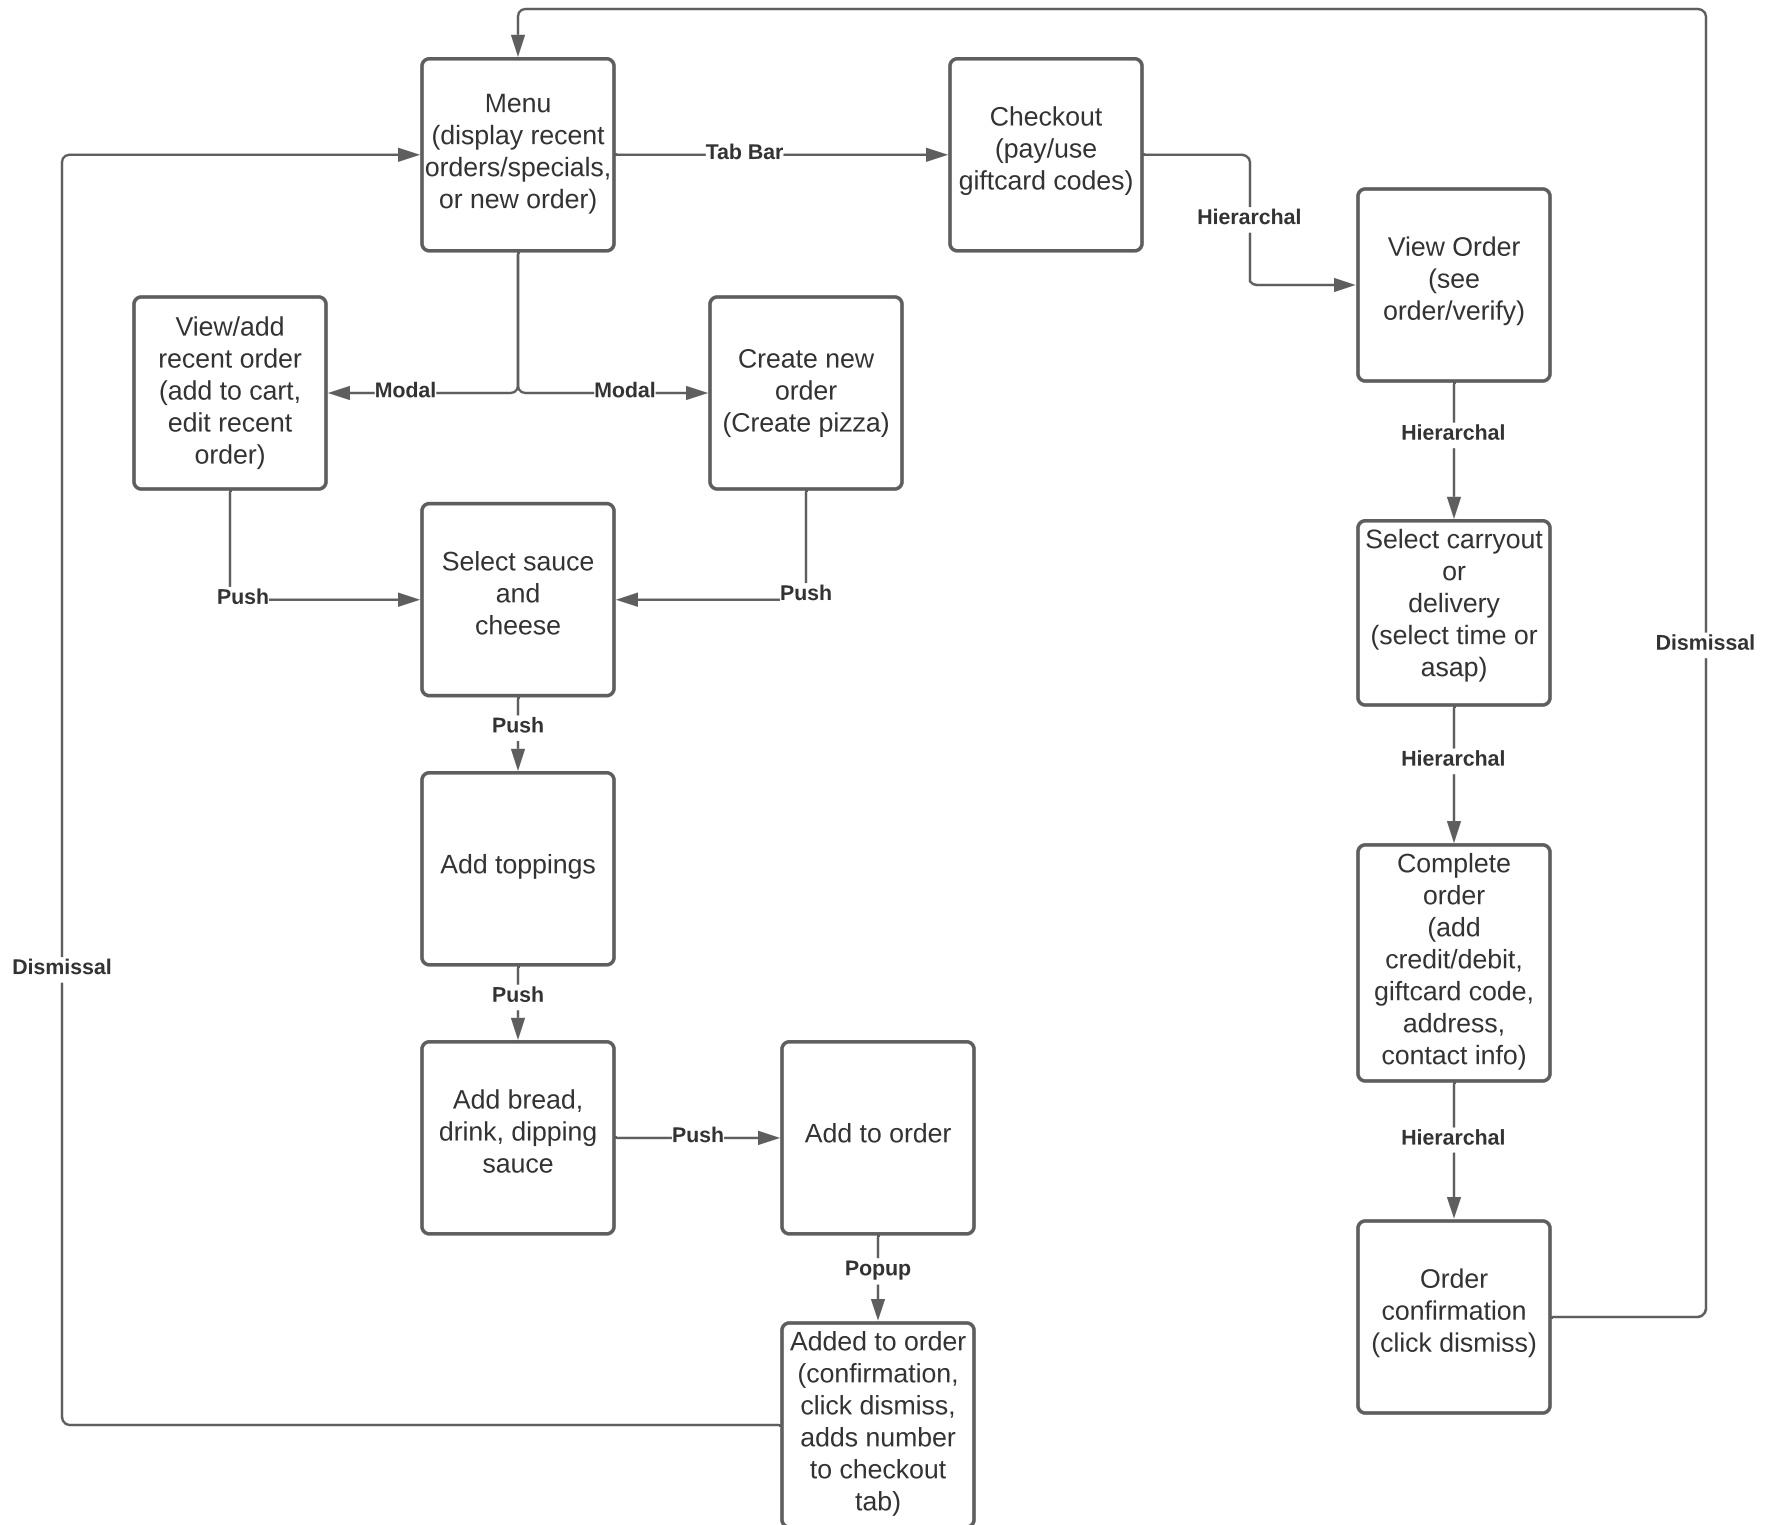 Menu
(display recent
orders/specials,
or new order)
Tab Bar
Checkout
(pay/use
giftcard codes)
Hierarchal
View Order
(see
order/verify)
View/add
recent order
(add to cart,
edit recent
order)
Modal
Modal
Create new
order
(Create pizza)
Hierarchal
Push
Select sauce
and
cheese
Push
Select carryout
or
delivery
(select time or
asap)
Dismissal
Push
Hierarchal
Add toppings
Complete
order
(add
credit/debit,
giftcard code,
address,
contact info)
Dismissal
Push
Add bread,
drink, dipping
sauce
Push
Add to order
Hierarchal
Popup
Order
confirmation
(click dismiss)
Added to order
(confirmation,
click dismiss,
adds number
to checkout
tab)